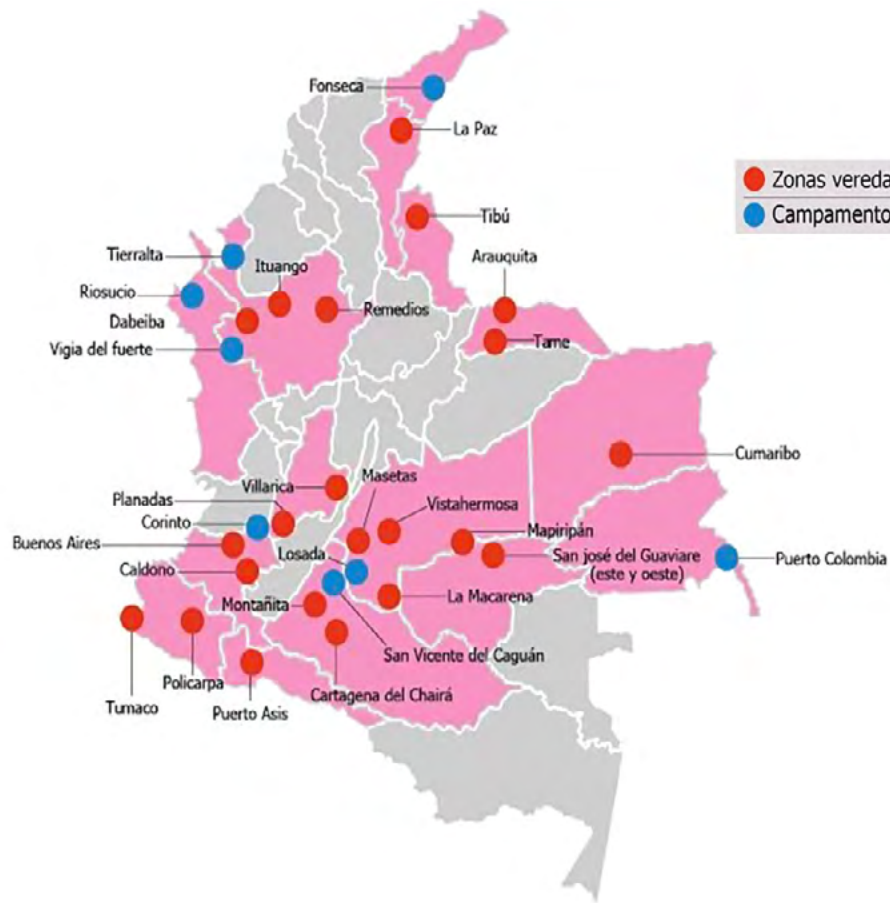 Fonseca
La Paz
Zonas vereda
Campamento
Tibú
Tierralta
Arauquita
Ituango
Riosucio
Remedios
Dabeiba
Tame
Vigia del fuerte
Cumaribo
Villarica
Masetas
Planadas
Vistahermosa
Corinto
Mapiripán
Buenos Aires
Losada
San josé del Guaviare
(este y oeste)
Puerto Colombia
Caldono
La Macarena
Montañita
San Vicente del Caguán
Policarpa
Cartagena del Chairá
Tumaco
Puerto Asis